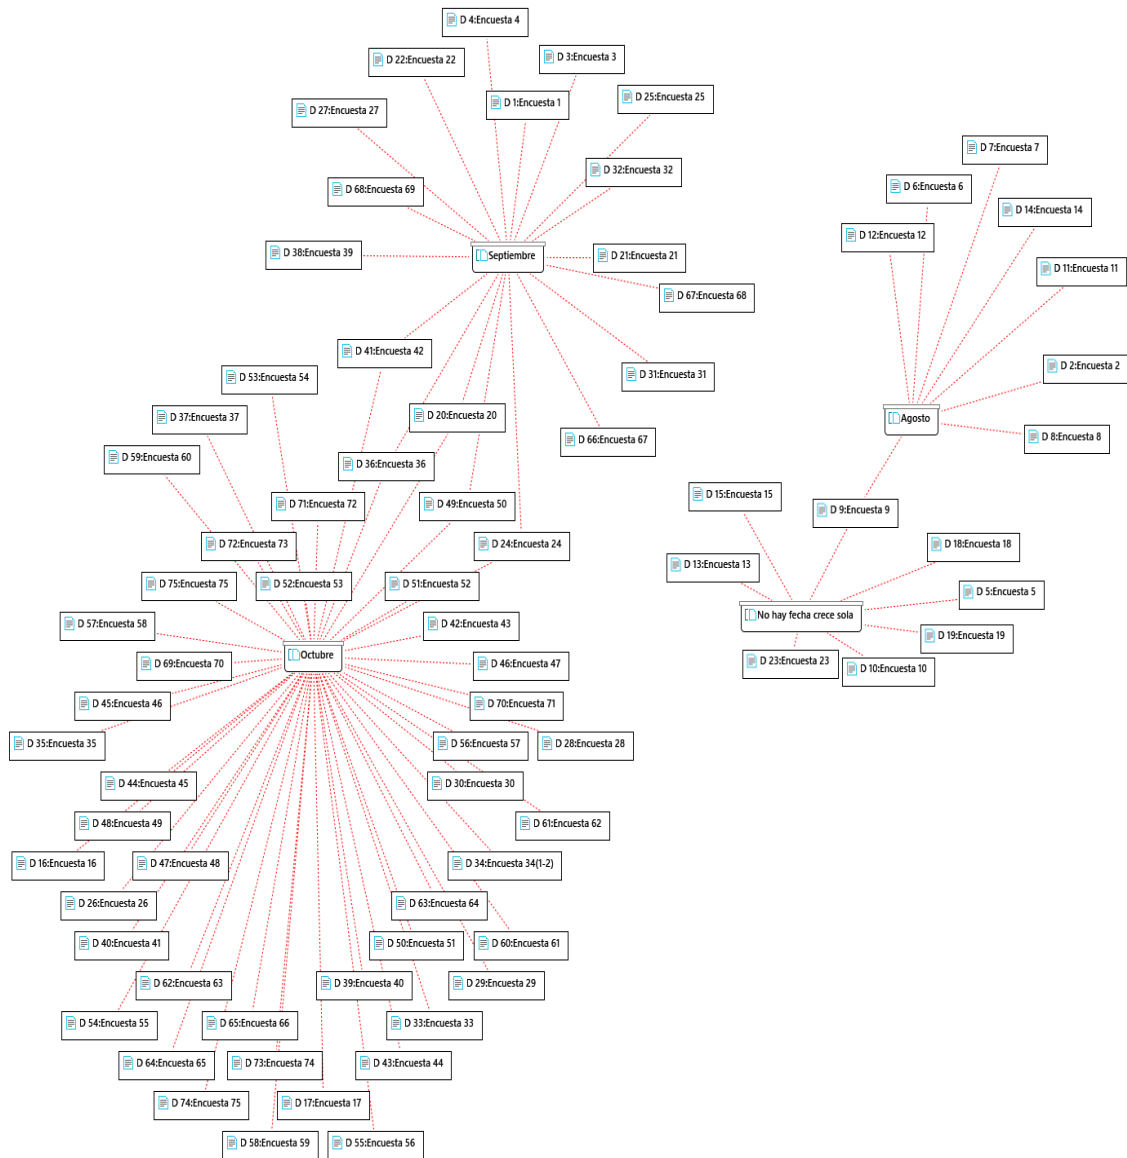 D 4:Encuesta 4
D 22:Encuesta 22
D 3:Encuesta 3
D 27:Encuesta 27
D 1:Encuesta 1
D 25:Encuesta 25
D 7:Encuesta 7
D 32:Encuesta 32
D 68:Encuesta 69
D 6:Encuesta 6
D 14:Encuesta 14
D 12:Encuesta 12
D 38:Encuesta 39
Septiembre
D 21:Encuesta 21
D 11:Encuesta 11
D 67:Encuesta 68
D 41:Encuesta 42
D 53:Encuesta 54
D 31:Encuesta 31
D 2:Encuesta 2
D 37:Encuesta 37
D 20:Encuesta 20
Agosto
D 66:Encuesta 67
D 8:Encuesta 8
D 59:Encuesta 60
D 36:Encuesta 36
D 15:Encuesta 15
D 71:Encuesta 72
D 49:Encuesta 50
D 9:Encuesta 9
D 72:Encuesta 73
D 24:Encuesta 24
D 18:Encuesta 18
D 13:Encuesta 13
D 75:Encuesta 75
D 52:Encuesta 53
D 51:Encuesta 52
D 5:Encuesta 5
No hay fecha crece sola
D 57:Encuesta 58
D 42:Encuesta 43
D 19:Encuesta 19
Octubre
D 69:Encuesta 70
D 46:Encuesta 47
D 23:Encuesta 23
D 10:Encuesta 10
D 45:Encuesta 46
D 70:Encuesta 71
D 35:Encuesta 35
D 56:Encuesta 57
D 28:Encuesta 28
D 44:Encuesta 45
D 30:Encuesta 30
D 48:Encuesta 49
D 61:Encuesta 62
D 16:Encuesta 16
D 47:Encuesta 48
D 34:Encuesta 34(1-2)
D 26:Encuesta 26
D 63:Encuesta 64
D 40:Encuesta 41
D 50:Encuesta 51
D 60:Encuesta 61
D 62:Encuesta 63
D 39:Encuesta 40
D 29:Encuesta 29
D 54:Encuesta 55
D 65:Encuesta 66
D 33:Encuesta 33
D 64:Encuesta 65
D 73:Encuesta 74
D 43:Encuesta 44
D 74:Encuesta 75
D 17:Encuesta 17
D 58:Encuesta 59
D 55:Encuesta 56